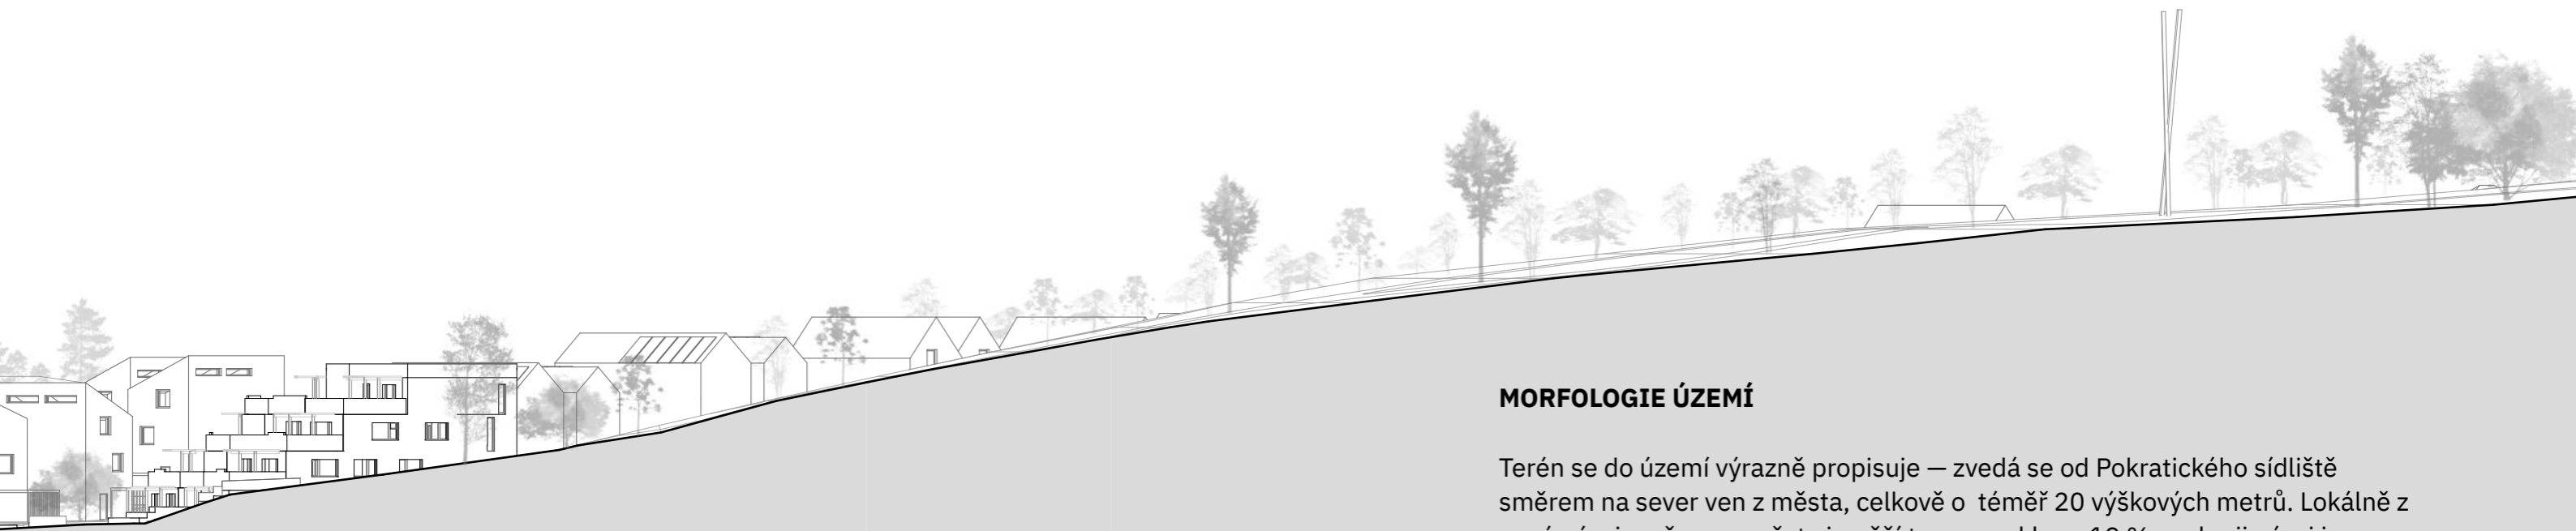 MORFOLOGIE ÚZEMÍ
Terén se do území výrazně propisuje — zvedá se od Pokratického sídliště
směrem na sever ven z města, celkově o  téměř 20 výškových metrů. Lokálně z